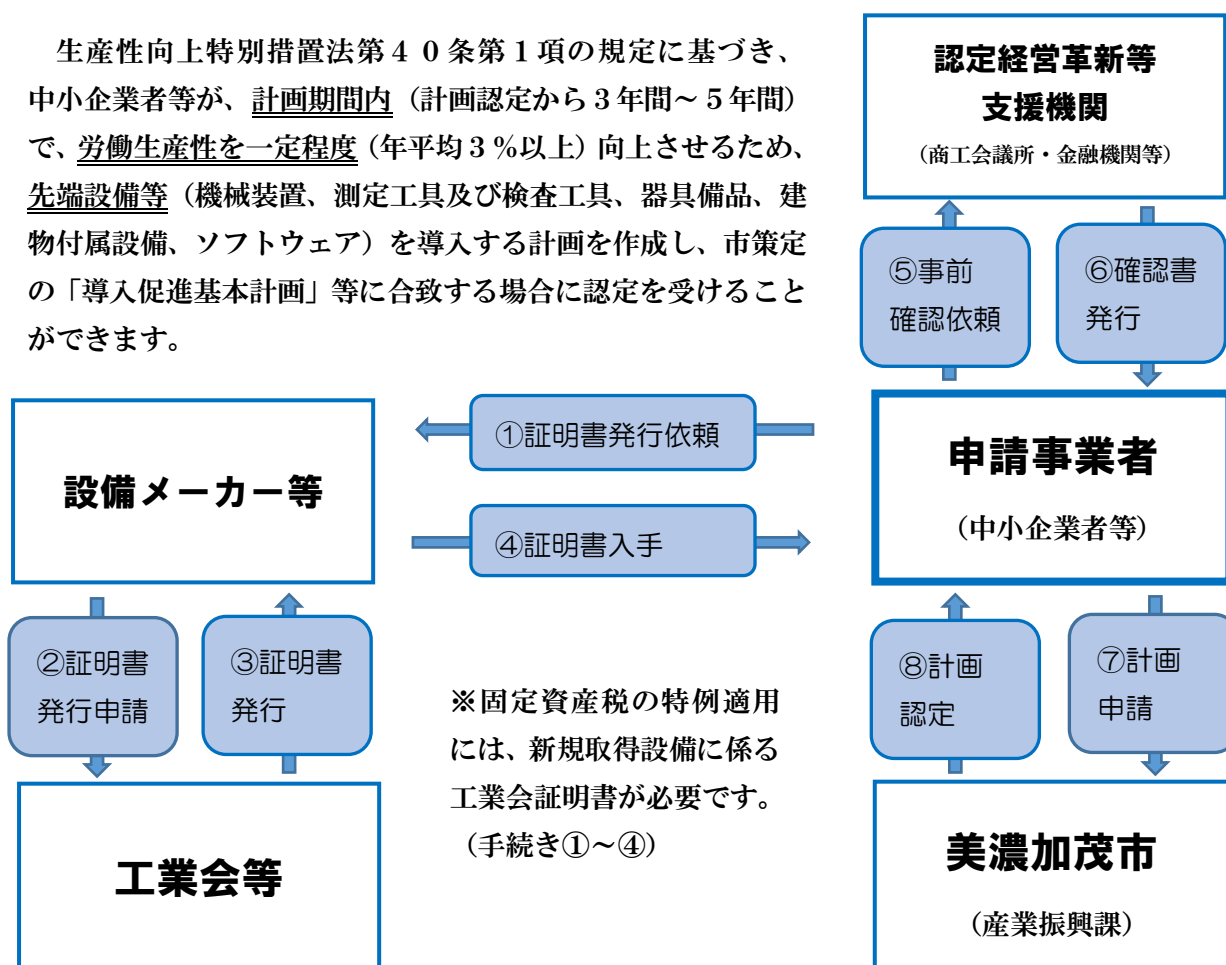 生産性向上特別措置法第４０条第１項の規定に基づき、
中小企業者等が、計画期間内（計画認定から３年間～５年間）
で、労働生産性を一定程度（年平均３％以上）向上させるため、
先端設備等（機械装置、測定工具及び検査工具、器具備品、建
物付属設備、ソフトウェア）を導入する計画を作成し、市策定
の「導入促進基本計画」等に合致する場合に認定を受けること
ができます。
認定経営革新等
支援機関
（商工会議所・金融機関等）
⑤事前
確認依頼
⑥確認書
発行
設備メーカー等
①証明書発行依頼
④証明書入手
申請事業者
（中小企業者等）
②証明書
発行申請
③証明書
発行
※固定資産税の特例適用
には、新規取得設備に係る
工業会証明書が必要です。
（手続き①～④）
⑧計画
認定
⑦計画
申請
工業会等
美濃加茂市
（産業振興課）